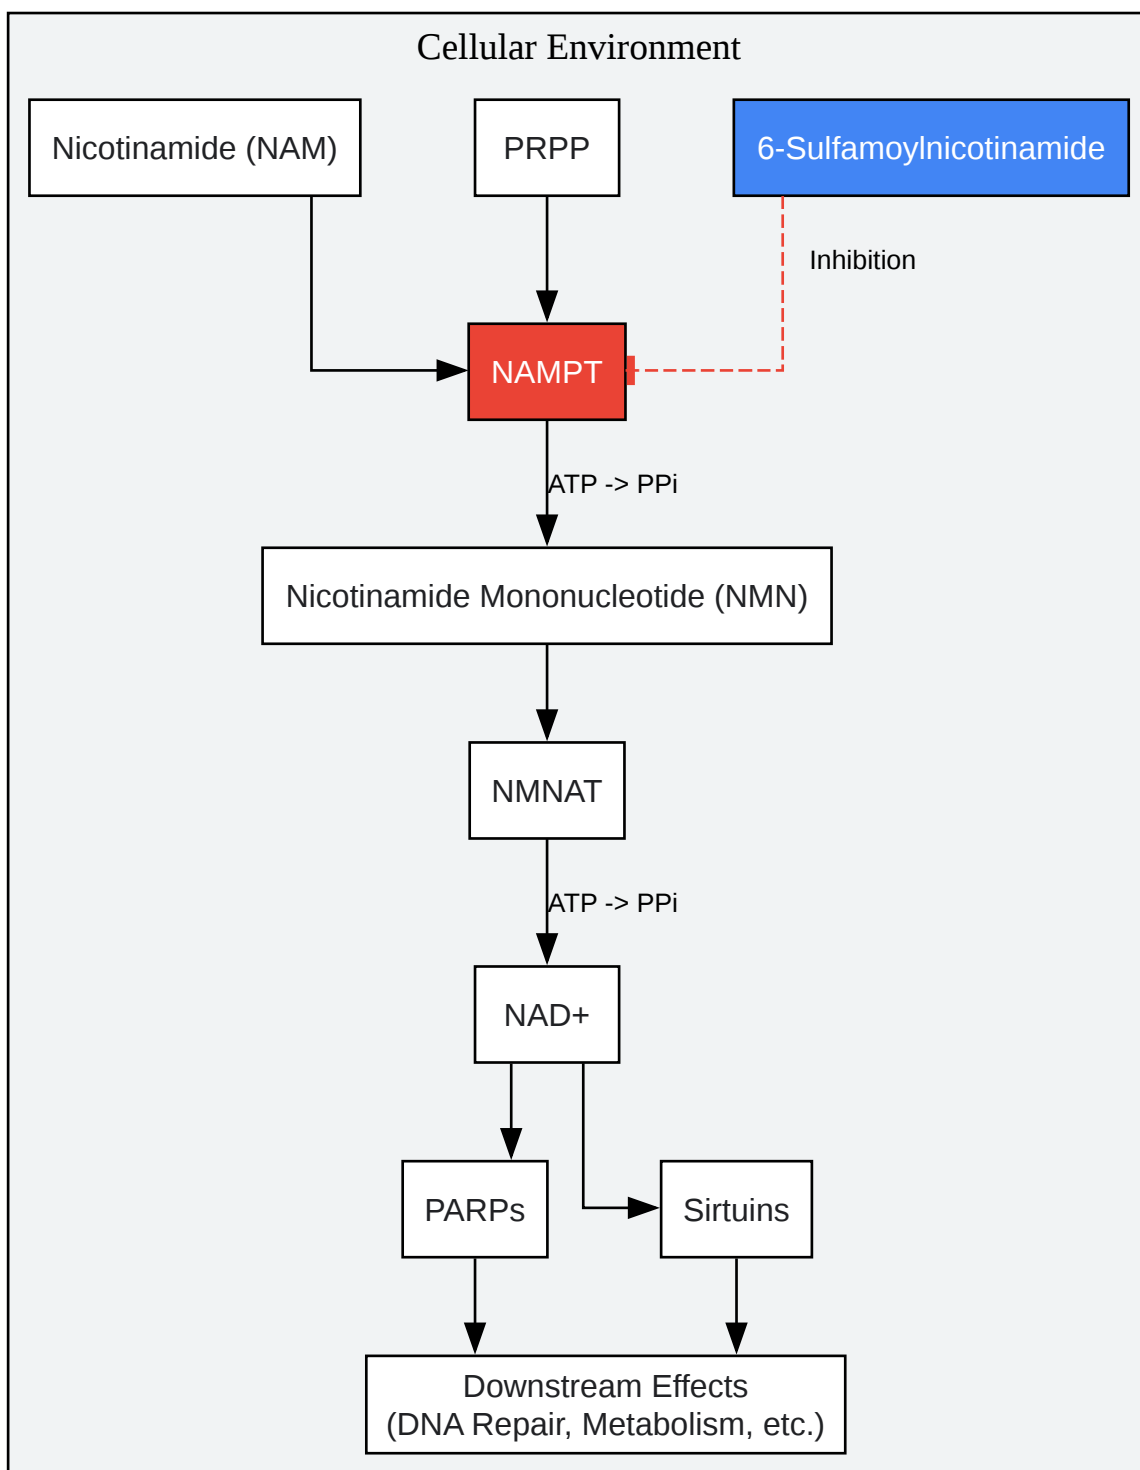 Cellular Environment
Nicotinamide (NAM)
PRPP
6-Sulfamoylnicotinamide
Inhibition
NAMPT
ATP -> PPi
Nicotinamide Mononucleotide (NMN)
NMNAT
ATP -> PPi
NAD+
PARPs
Sirtuins
Downstream Effects
(DNA Repair, Metabolism, etc.)